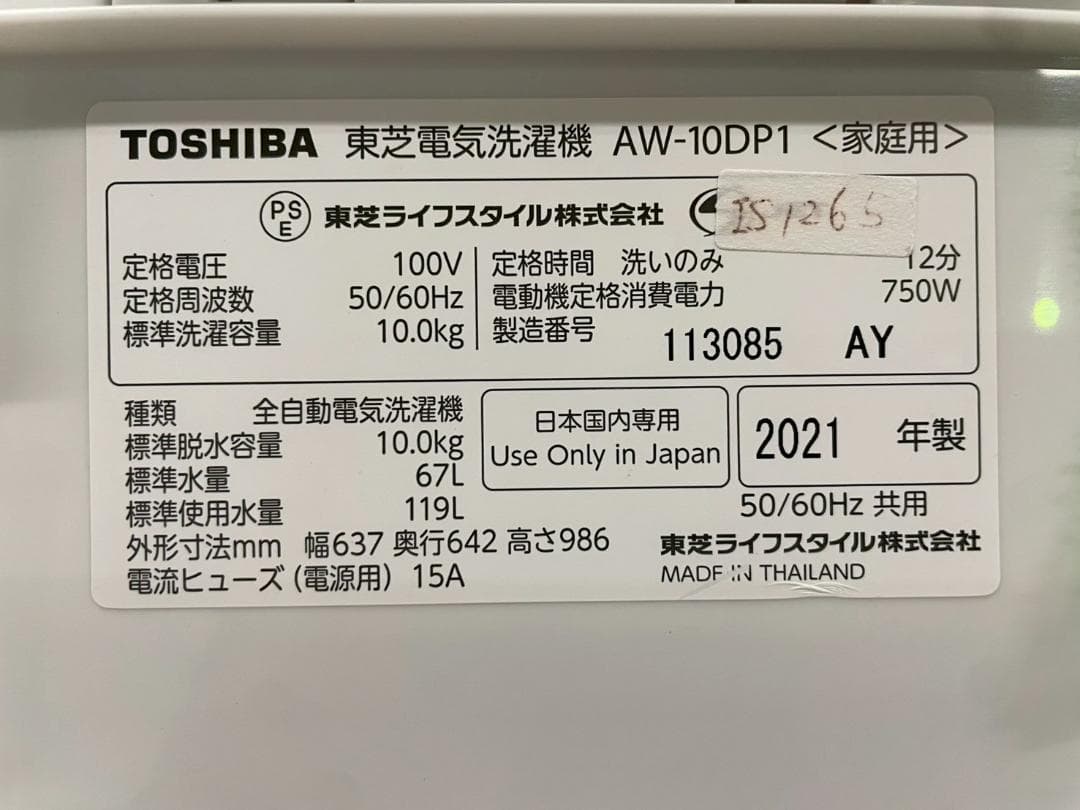 TOSHIBA 東芝電気洗濯機 AW-10DP1 <家庭用>
PS E 東芝ライフスタイル株式会社
IS1265
定格電圧 100V
定格周波数 50/60Hz
標準洗濯容量 10.0kg
定格時間 洗いのみ 12分
電動機定格消費電力 750W
製造番号 113085 AY
種類 全自動電気洗濯機
標準脱水容量 10.0kg
標準水量 67L
標準使用水量 119L
外形寸法mm 幅637 奥行642 高さ986
電流ヒューズ(電源用) 15A
日本国内専用
Use Only in Japan
2021 年製
50/60Hz 共用
東芝ライフスタイル株式会社
MADE IN THAILAND